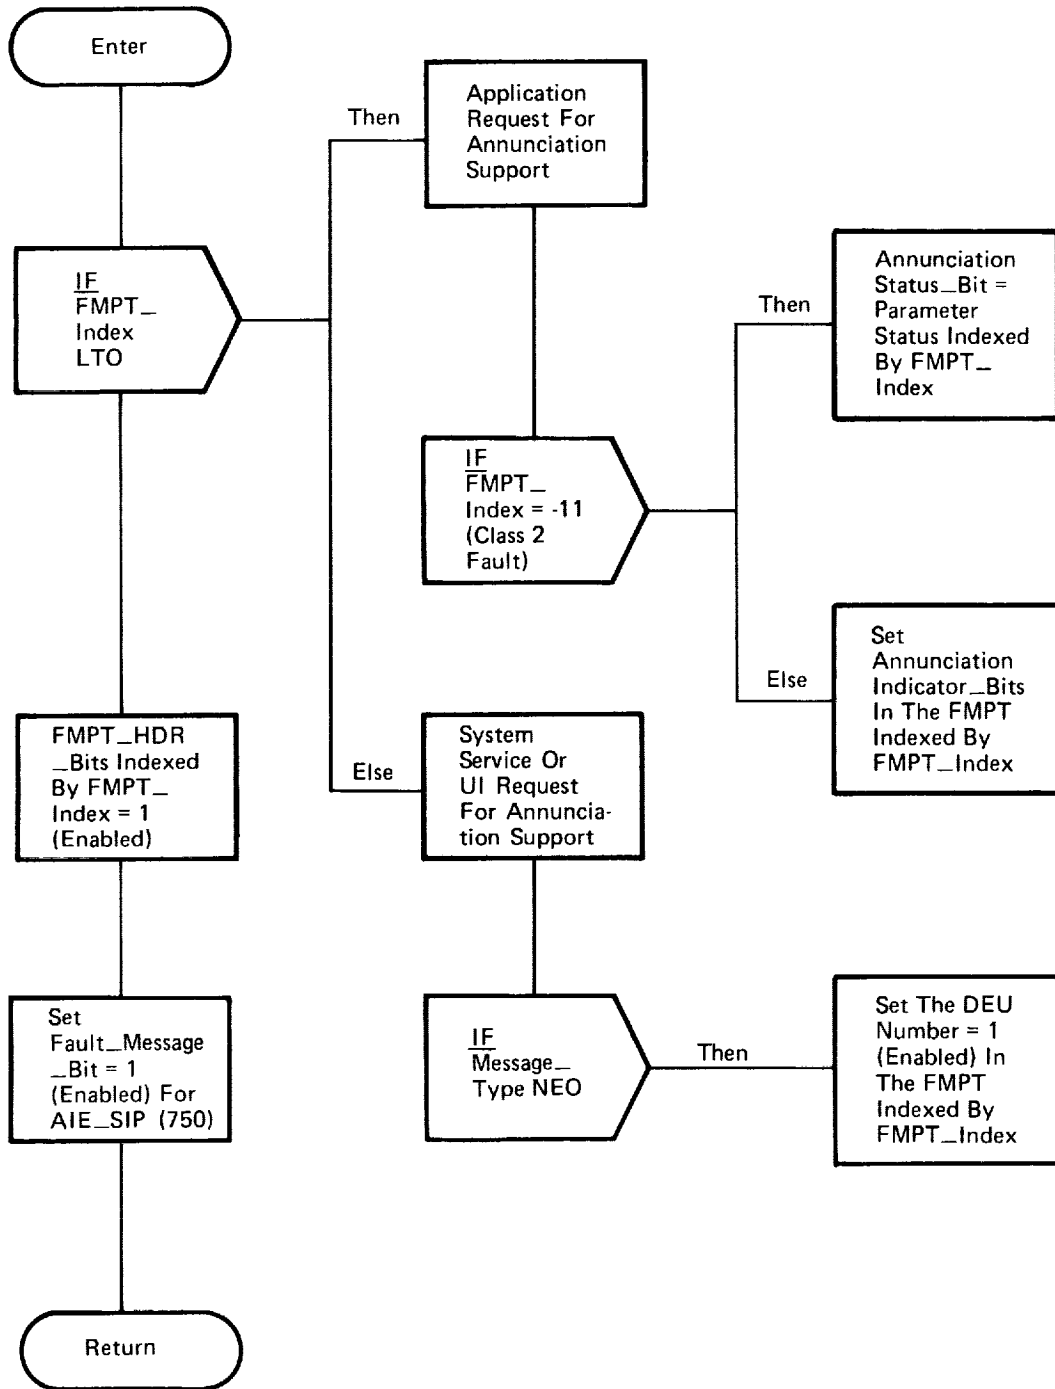 Enter
IF
FMPT_
Index
LTO
Then
Application
Request For
Annunciation
Support
IF
FMPT_
Index = -11
(Class 2
Fault)
Then
Annunciation
Status_Bit =
Parameter
Status Indexed
By FMPT_
Index
Else
Set
Annunciation
Indicator_Bits
In The FMPT
Indexed By
FMPT_Index
Else
System
Service Or
UI Request
For Annuncia-
tion Support
IF
Message_
Type NEO
Then
Set The DEU
Number = 1
(Enabled) In
The FMPT
Indexed By
FMPT_Index
FMPT_HDR
_Bits Indexed
By FMPT_
Index = 1
(Enabled)
Set
Fault_Message
_Bit = 1
(Enabled) For
AIE_SIP (750)
Return